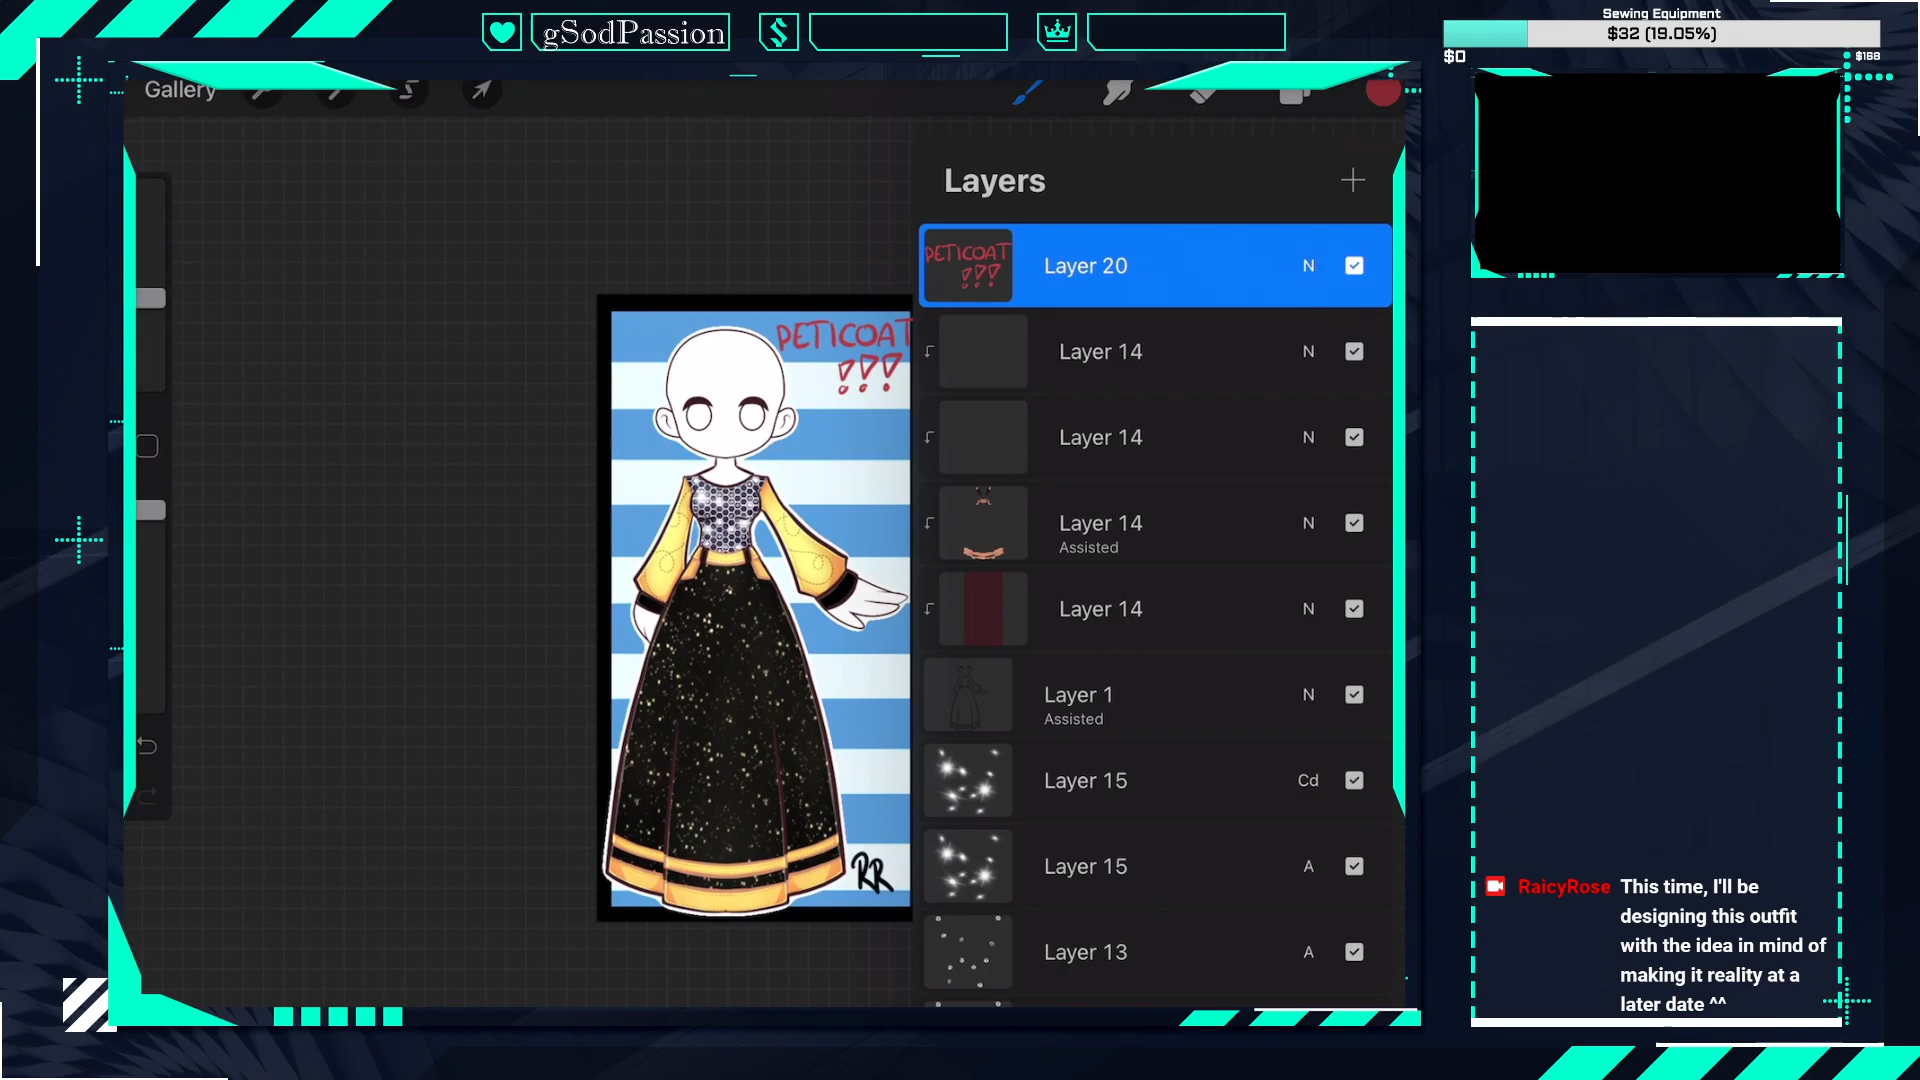 gSodPassion
Sewing Equipment
$32 (19.05%)
$0
$168
Gallery
Layers
PETICOAT
!!!
Layer 20
N
Layer 14
N
Layer 14
N
Layer 14
N
Assisted
Layer 14
N
Layer 1
N
Assisted
Layer 15
Cd
Layer 15
A
Layer 13
A
PETICOAT
!!!
RR
RaicyRose This time, I'll be
designing this outfit
with the idea in mind of
making it reality at a
later date ^^